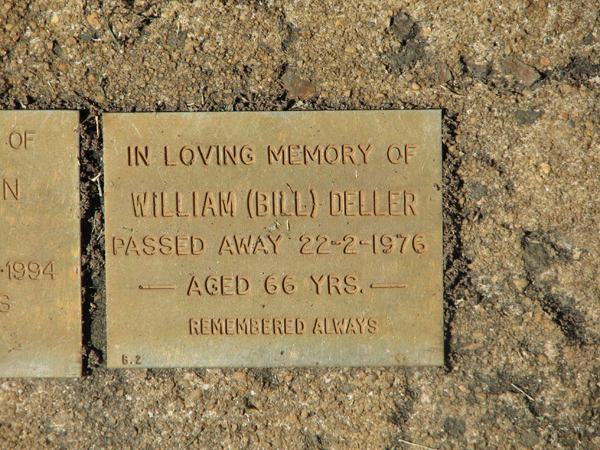 OF
N
-1994
S
IN LOVING MEMORY OF
WILLIAM (BILL) DELLER
PASSED AWAY 22-2-1976
— AGED 66 YRS. —
REMEMBERED ALWAYS
6.2